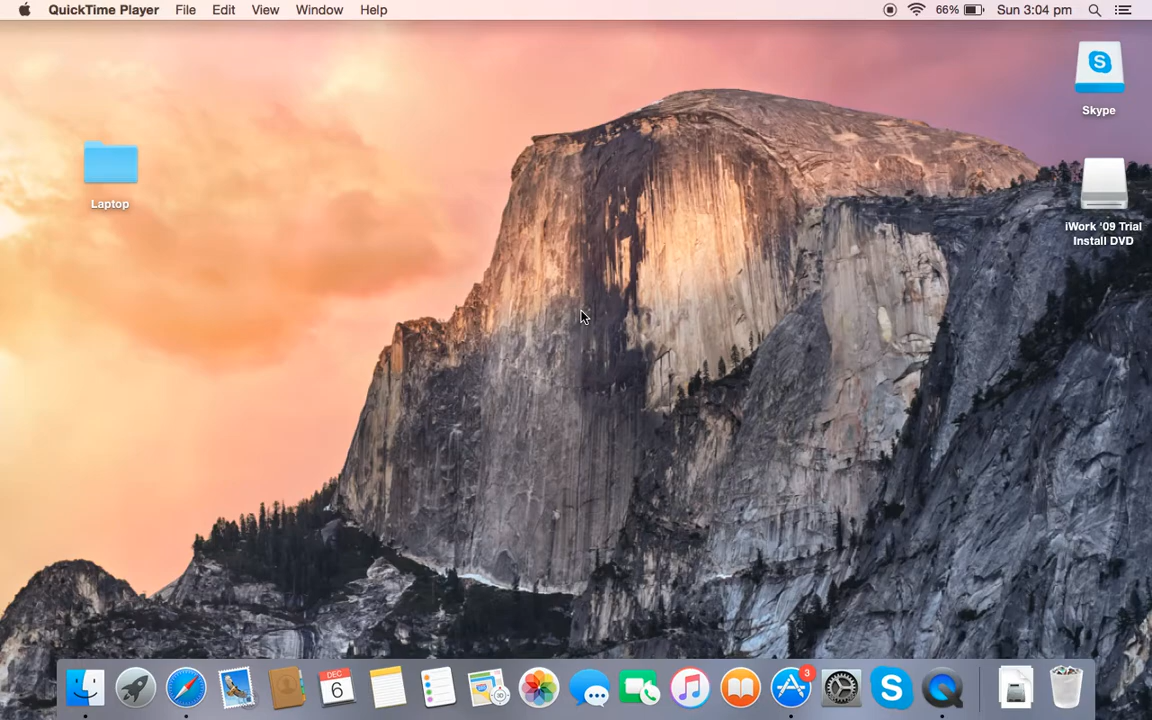 QuickTime Player File Edit View Window Help 66% Sun 3:04 pm
S
Skype
Laptop
iWork '09 Trial
Install DVD
DEC
6
3
S